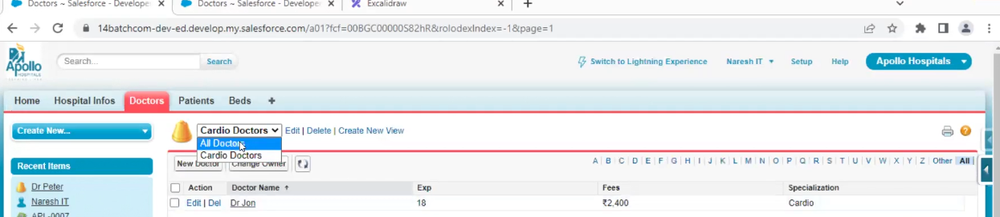 Doctors ~ Salesforce - Develope
Doctors ~ Salesforce - Develope
Excalidraw
14batchcom-dev-ed.develop.my.salesforce.com/a01?fcf=00BGC00000S82hR&rolodexIndex=-1&page=1
Apollo
HOSPITALS
Search...
Search
Switch to Lightning Experience
Naresh IT
Setup
Help
Apollo Hospitals
Home
Hospital Infos
Doctors
Patients
Beds
Create New...
Cardio Doctors
Edit | Delete | Create New View
All Doctors
Cardio Doctors
Recent Items
New Doctor
Change Owner
A | B | C | D | E | F | G | H | I | J | K | L | M | N | O | P | Q | R | S | T | U | V | W | X | Y | Z | Other | All
Action
Doctor Name
Exp
Fees
Specialization
Dr Peter
Edit | Del
Dr Jon
18
₹2,400
Cardio
Naresh IT
APL-0007